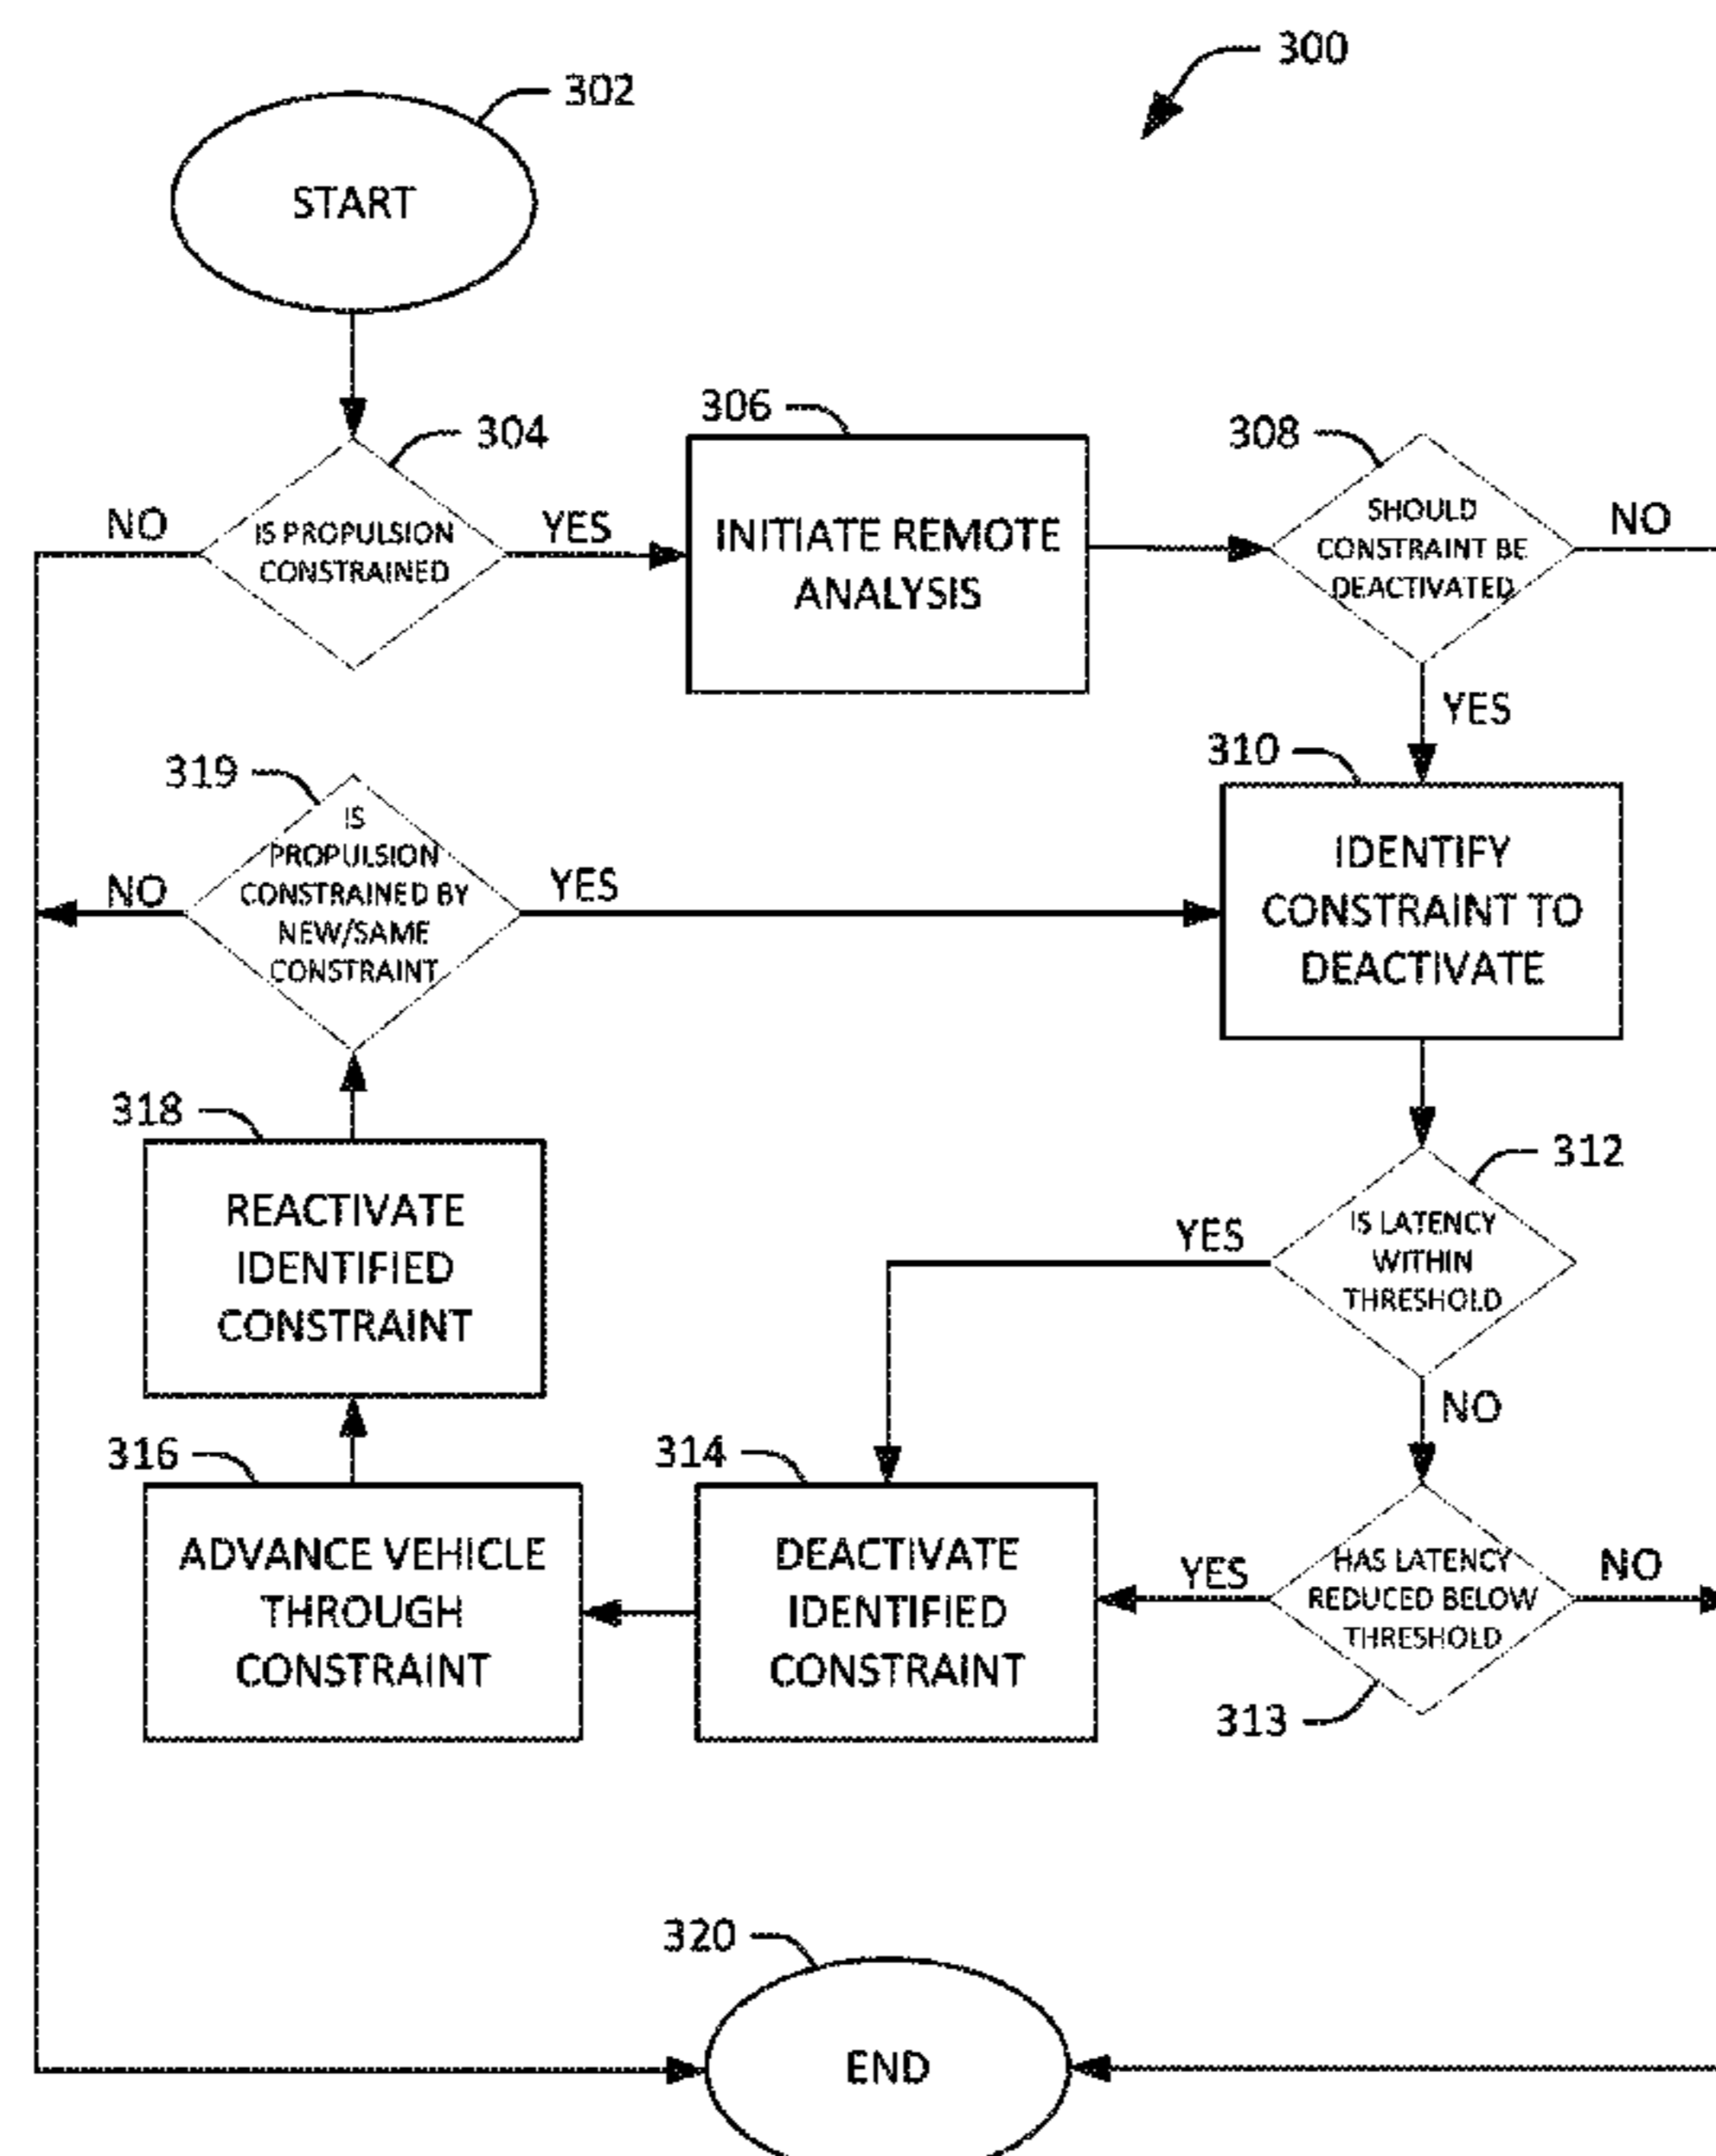 300
302
START
304
NO
IS PROPULSION
CONSTRAINED
YES
306
INITIATE REMOTE
ANALYSIS
308
SHOULD
CONSTRAINT BE
DEACTIVATED
NO
YES
310
IDENTIFY
CONSTRAINT TO
DEACTIVATE
319
IS
PROPULSION
CONSTRAINED BY
NEW/SAME
CONSTRAINT
NO
YES
318
REACTIVATE
IDENTIFIED
CONSTRAINT
312
IS LATENCY
WITHIN
THRESHOLD
YES
NO
316
ADVANCE VEHICLE
THROUGH
CONSTRAINT
314
DEACTIVATE
IDENTIFIED
CONSTRAINT
YES
HAS LATENCY
REDUCED BELOW
THRESHOLD
NO
313
320
END